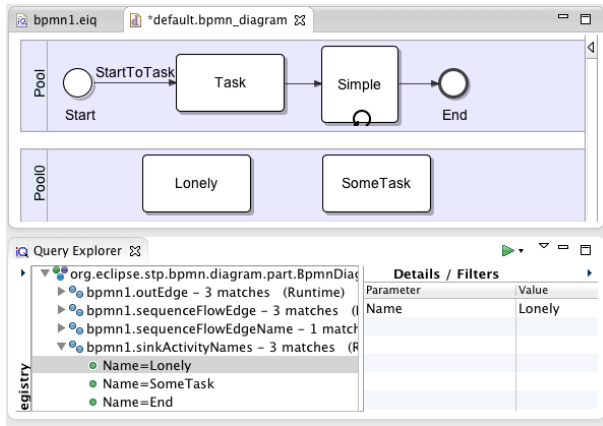 bpmn1.eiq
*default.bpmn_diagram
Pool
StartToTask
Task
Simple
Start
End
Pool0
Lonely
SomeTask
Query Explorer
egistry
org.eclipse.stp.bpmn.diagram.part.BpmnDiag
bpmn1.outEdge – 3 matches (Runtime)
bpmn1.sequenceFlowEdge – 3 matches (
bpmn1.sequenceFlowEdgeName – 1 match
bpmn1.sinkActivityNames – 3 matches (R
Name=Lonely
Name=SomeTask
Name=End
Details / Filters
Parameter Value
Name Lonely